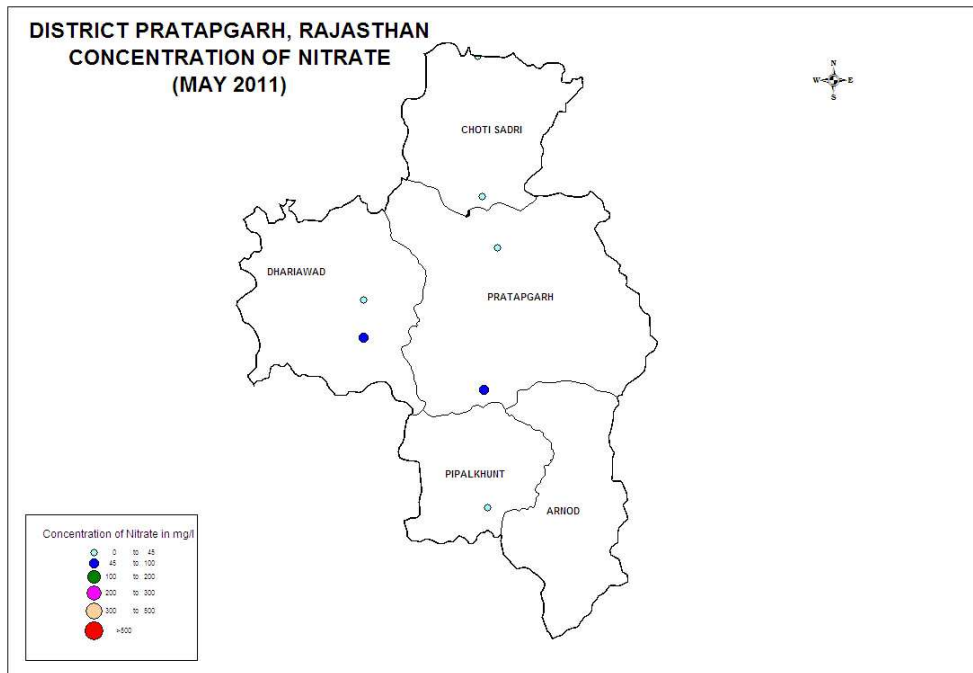 DISTRICT PRATAPGARH, RAJASTHAN
CONCENTRATION OF NITRATE
(MAY 2011)
N
W E
S
CHOTI SADRI
DHARIAWAD
PRATAPGARH
PIPALKHUNT
ARNOD
Concentration of Nitrate in mg/l
0 to 45
45 to 100
100 to 200
200 to 300
300 to 500
>500